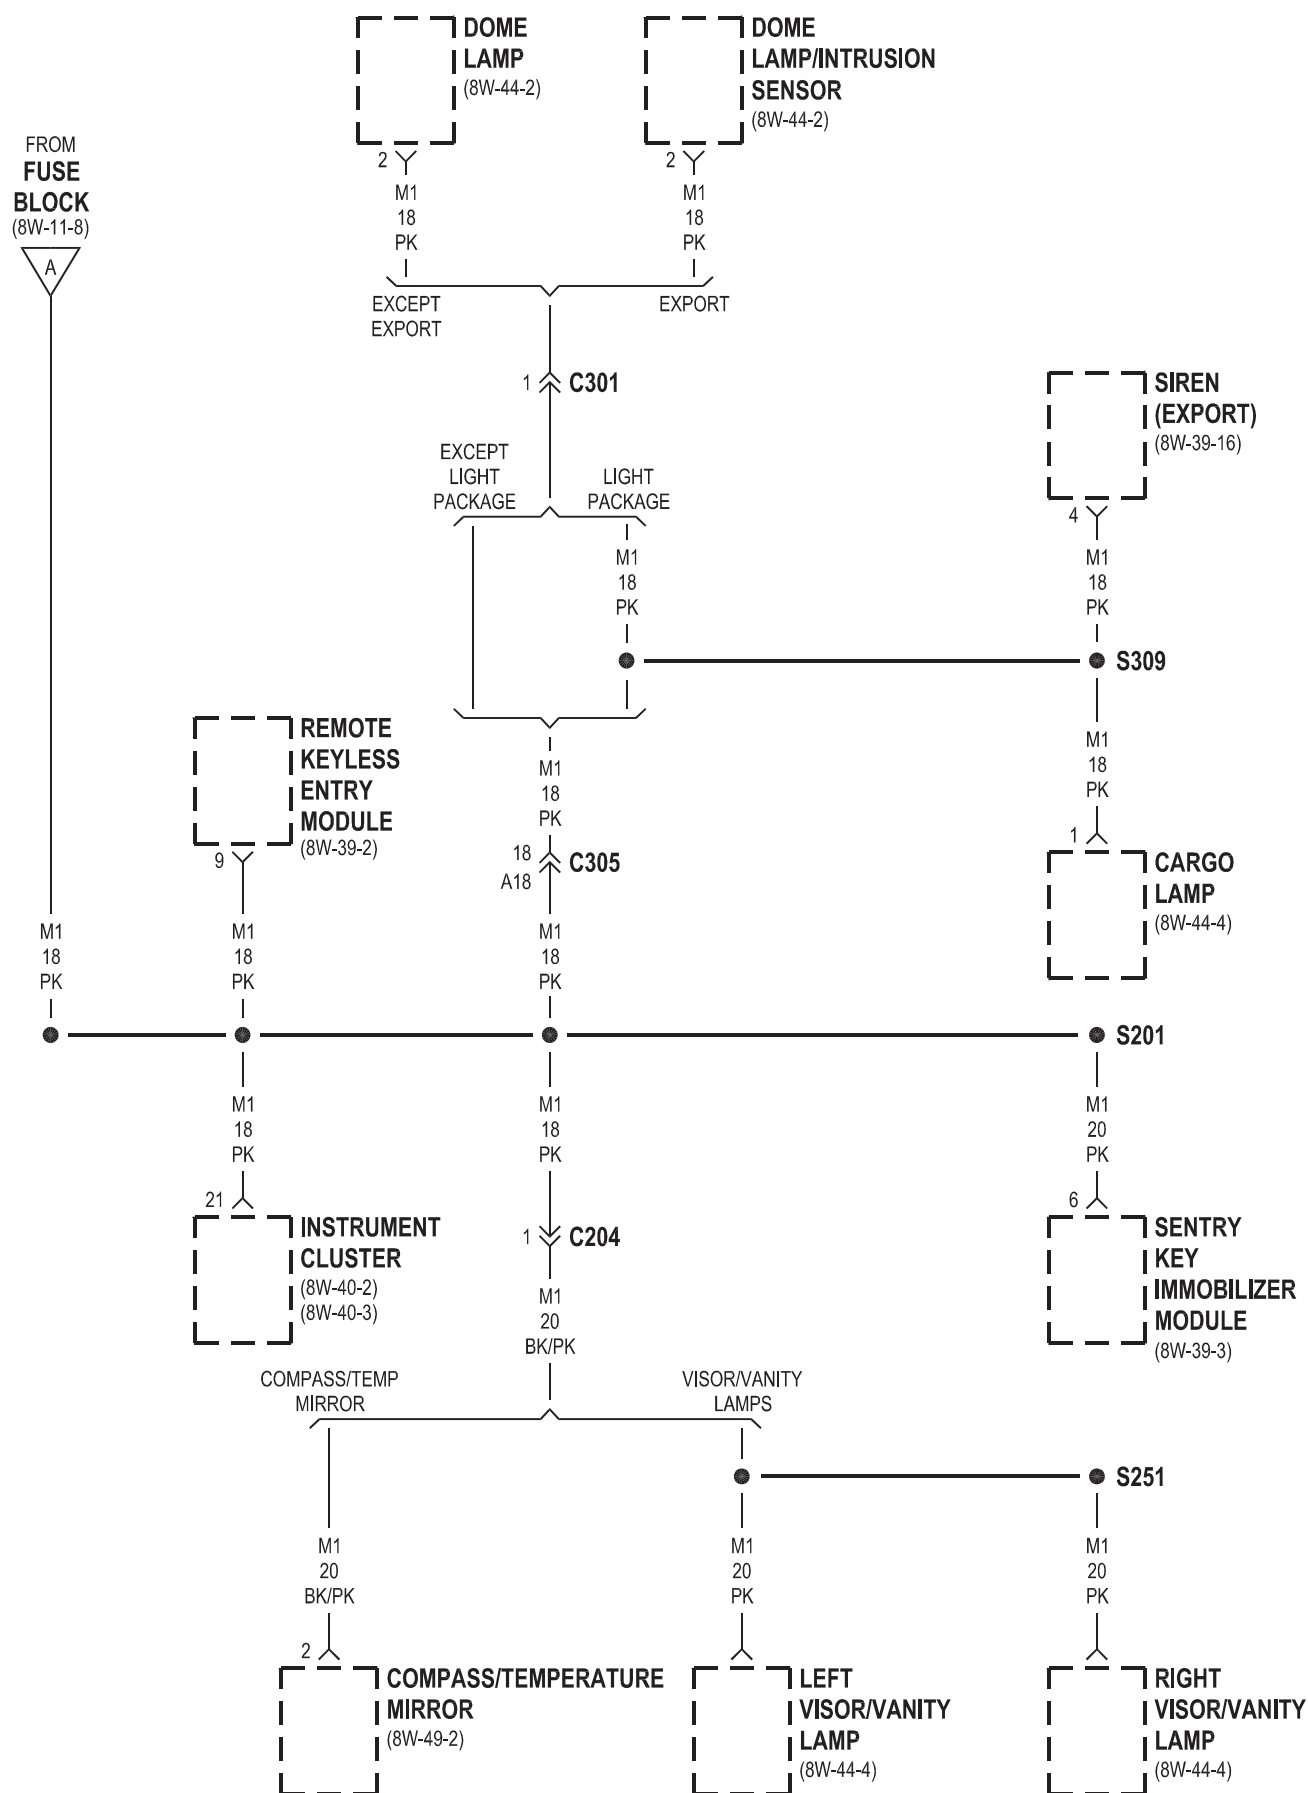 DOME
LAMP
(8W-44-2)
DOME
LAMP/INTRUSION
SENSOR
(8W-44-2)
FROM
FUSE
BLOCK
(8W-11-8)
A
2
M1
18
PK
2
M1
18
PK
EXCEPT
EXPORT
EXPORT
1
C301
SIREN
(EXPORT)
(8W-39-16)
4
M1
18
PK
EXCEPT
LIGHT
PACKAGE
LIGHT
PACKAGE
M1
18
PK
S309
M1
18
PK
1
CARGO
LAMP
(8W-44-4)
REMOTE
KEYLESS
ENTRY
MODULE
(8W-39-2)
9
M1
18
PK
18
A18
C305
M1
18
PK
M1
18
PK
M1
18
PK
S201
M1
18
PK
M1
18
PK
M1
20
PK
21
INSTRUMENT
CLUSTER
(8W-40-2)
(8W-40-3)
1
C204
6
SENTRY
KEY
IMMOBILIZER
MODULE
(8W-39-3)
M1
20
BK/PK
COMPASS/TEMP
MIRROR
VISOR/VANITY
LAMPS
S251
M1
20
BK/PK
M1
20
PK
M1
20
PK
2
COMPASS/TEMPERATURE
MIRROR
(8W-49-2)
LEFT
VISOR/VANITY
LAMP
(8W-44-4)
RIGHT
VISOR/VANITY
LAMP
(8W-44-4)